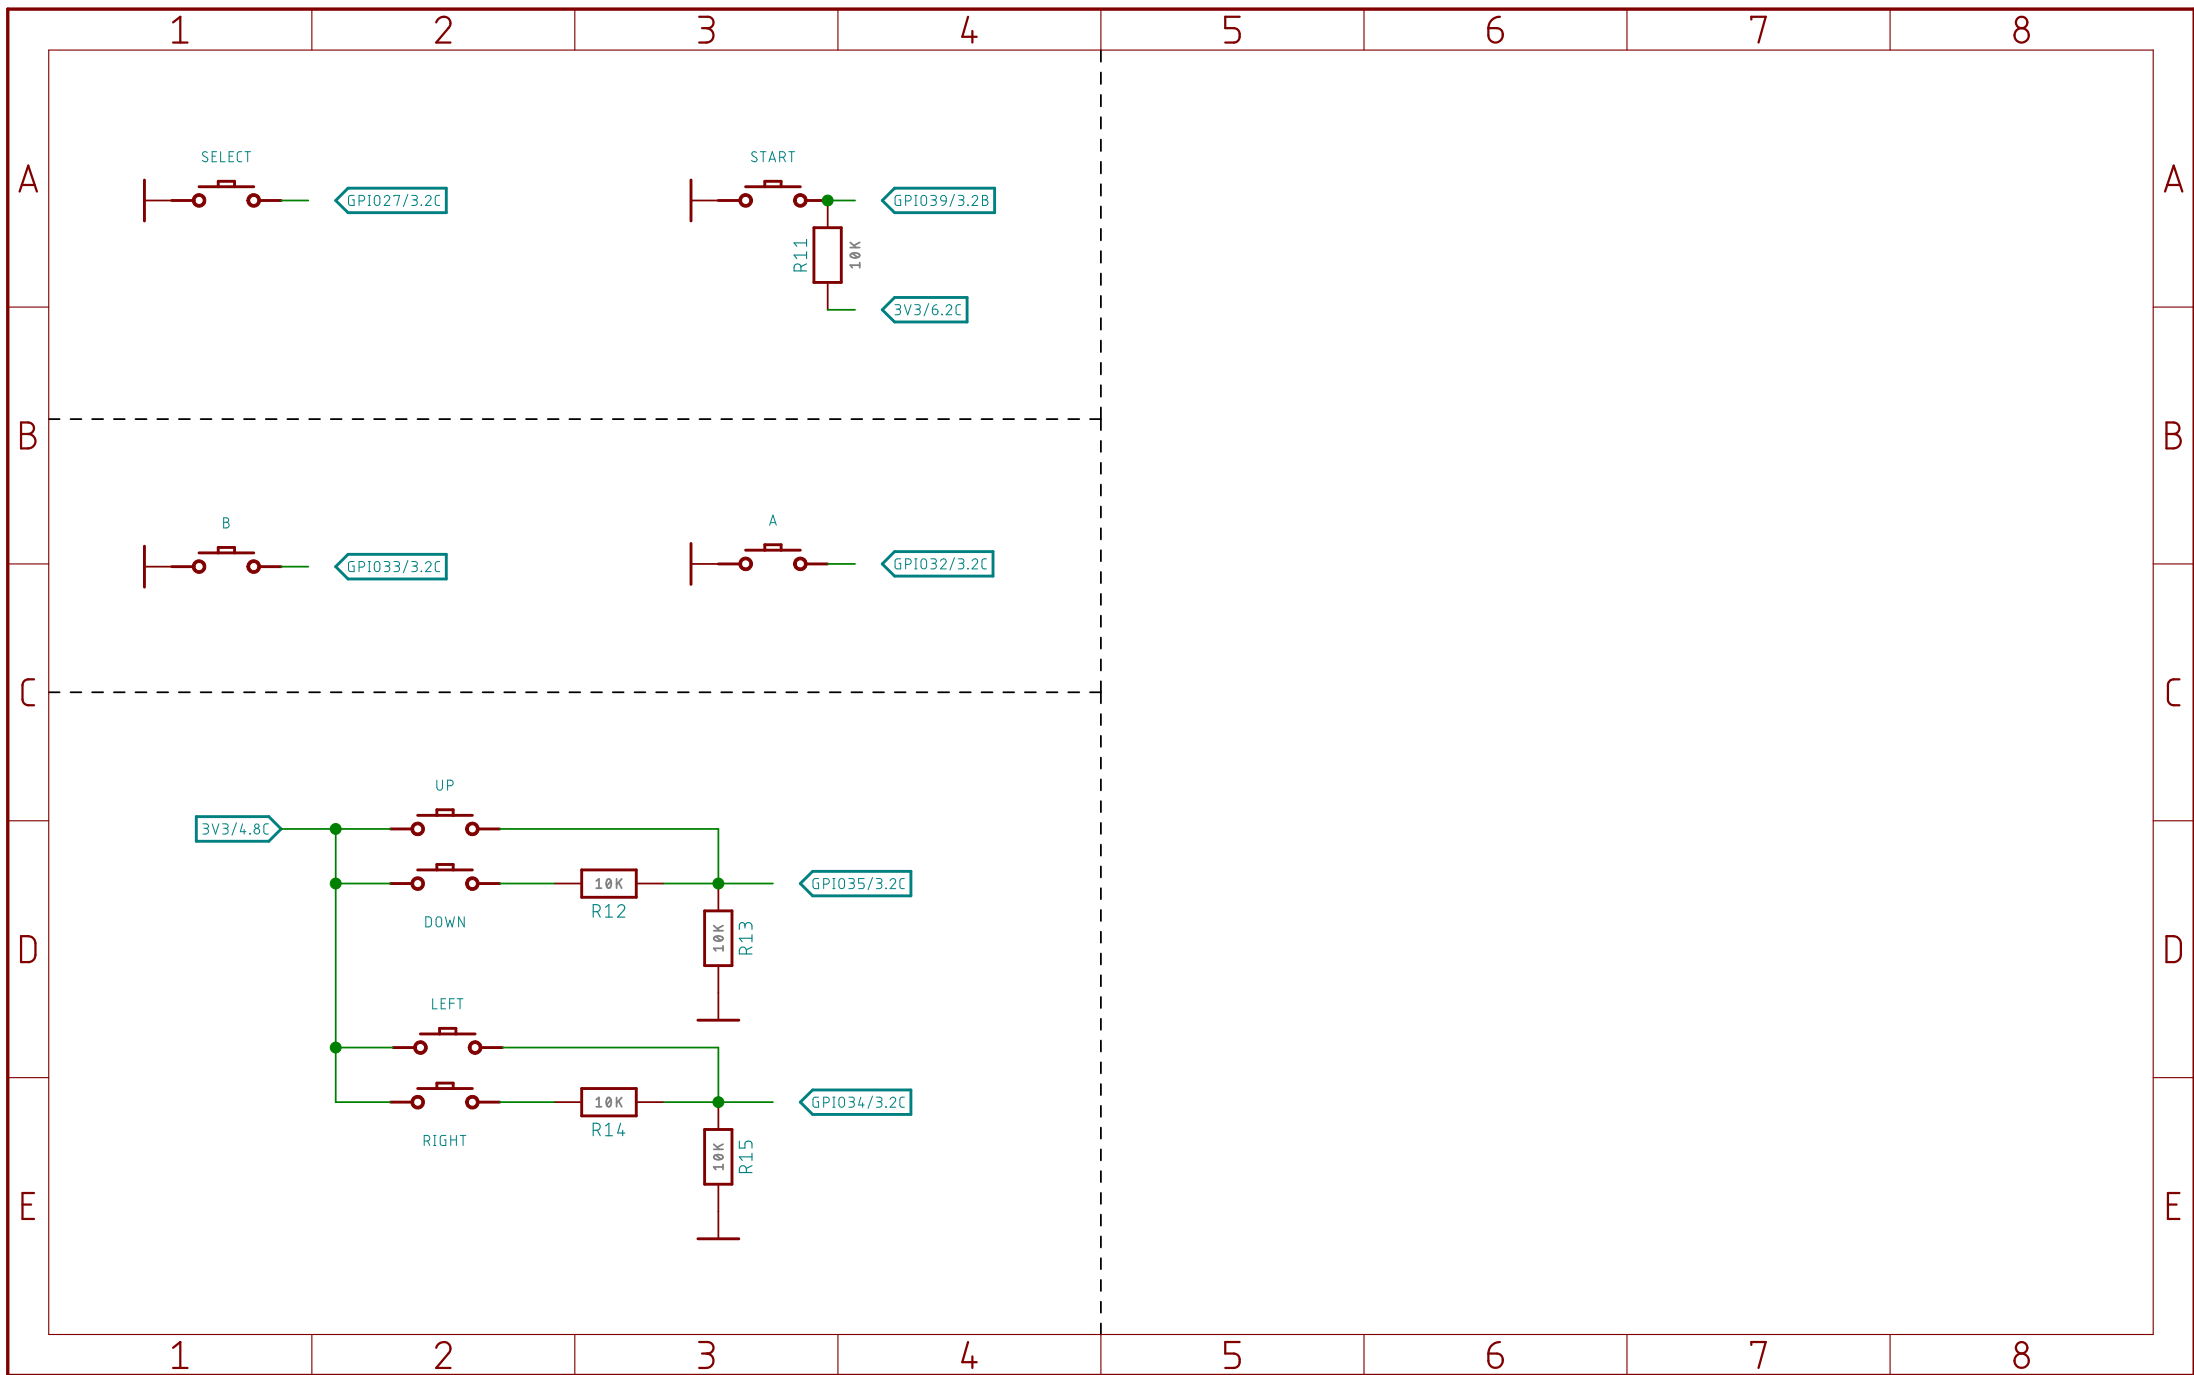 1 2 3 4 5 6 7 8
A A
SELECT START
GPIO27/3.2C GPIO39/3.2B
R11 10K
3V3/6.2C
B B
B A
GPIO33/3.2C GPIO32/3.2C
C C
UP
3V3/4.8C
10K GPIO35/3.2C
R12
DOWN
10K R13
D D
LEFT
10K GPIO34/3.2C
R14
RIGHT
10K R15
E E
1 2 3 4 5 6 7 8